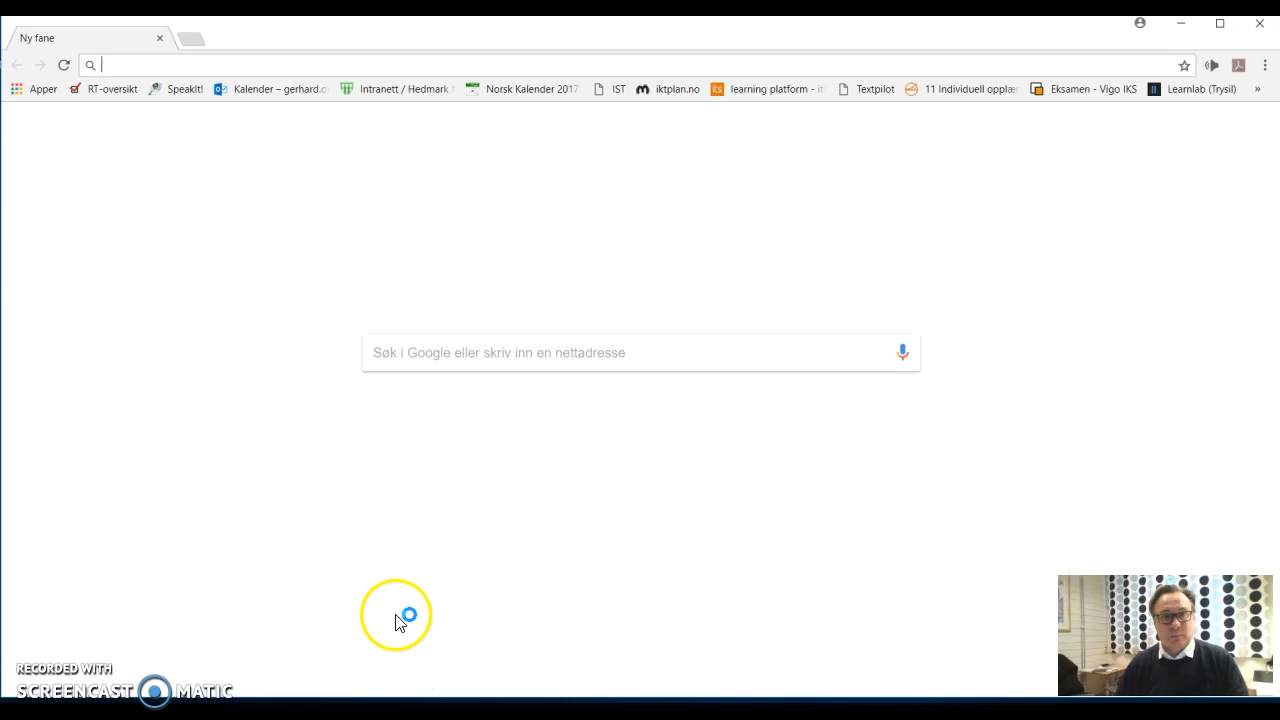 Ny fane
Apper RT-oversikt SpeakIt! Kalender – gerhard.o Intranett / Hedmark Norsk Kalender 2017 IST iktplan.no its learning platform - it 11 Textpilot 11 Individuell opplæ Eksamen - Vigo IKS Learnlab (Trysil) »
Søk i Google eller skriv inn en nettadresse
RECORDED WITH
SCREENCAST MATIC